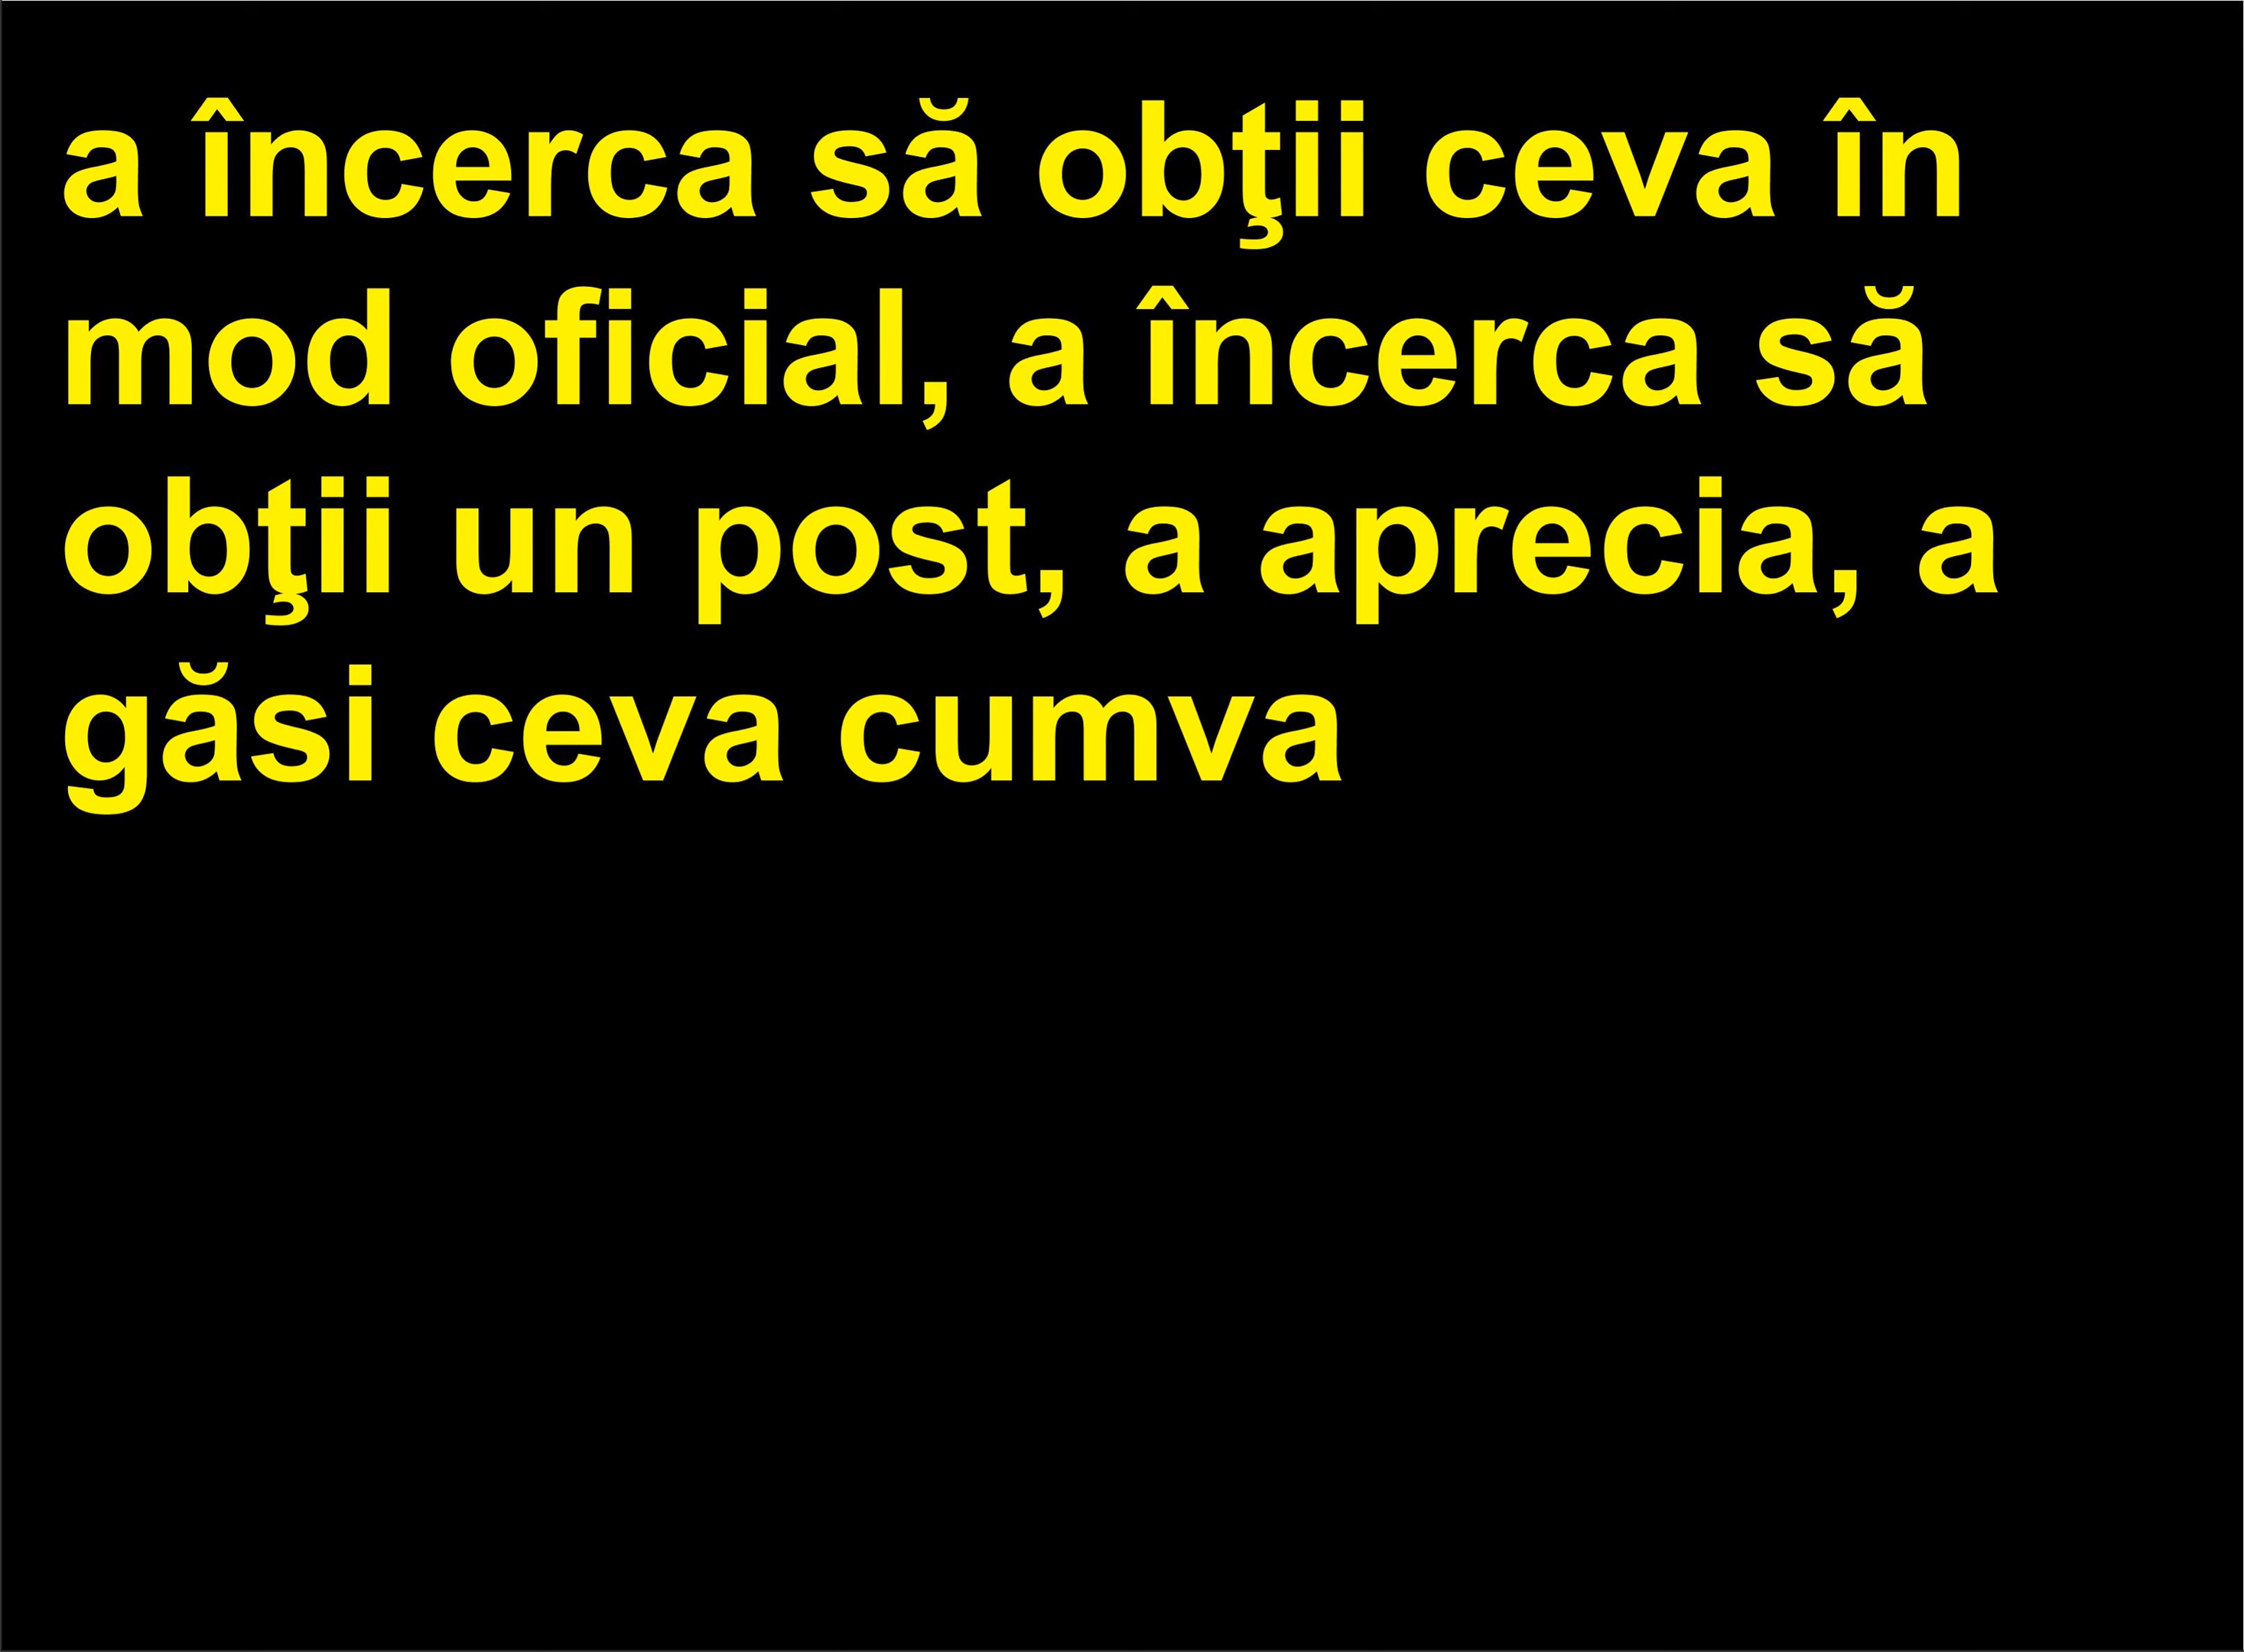 a încerca să obţii ceva în
mod oficial, a încerca să
obţii un post, a aprecia, a
găsi ceva cumva